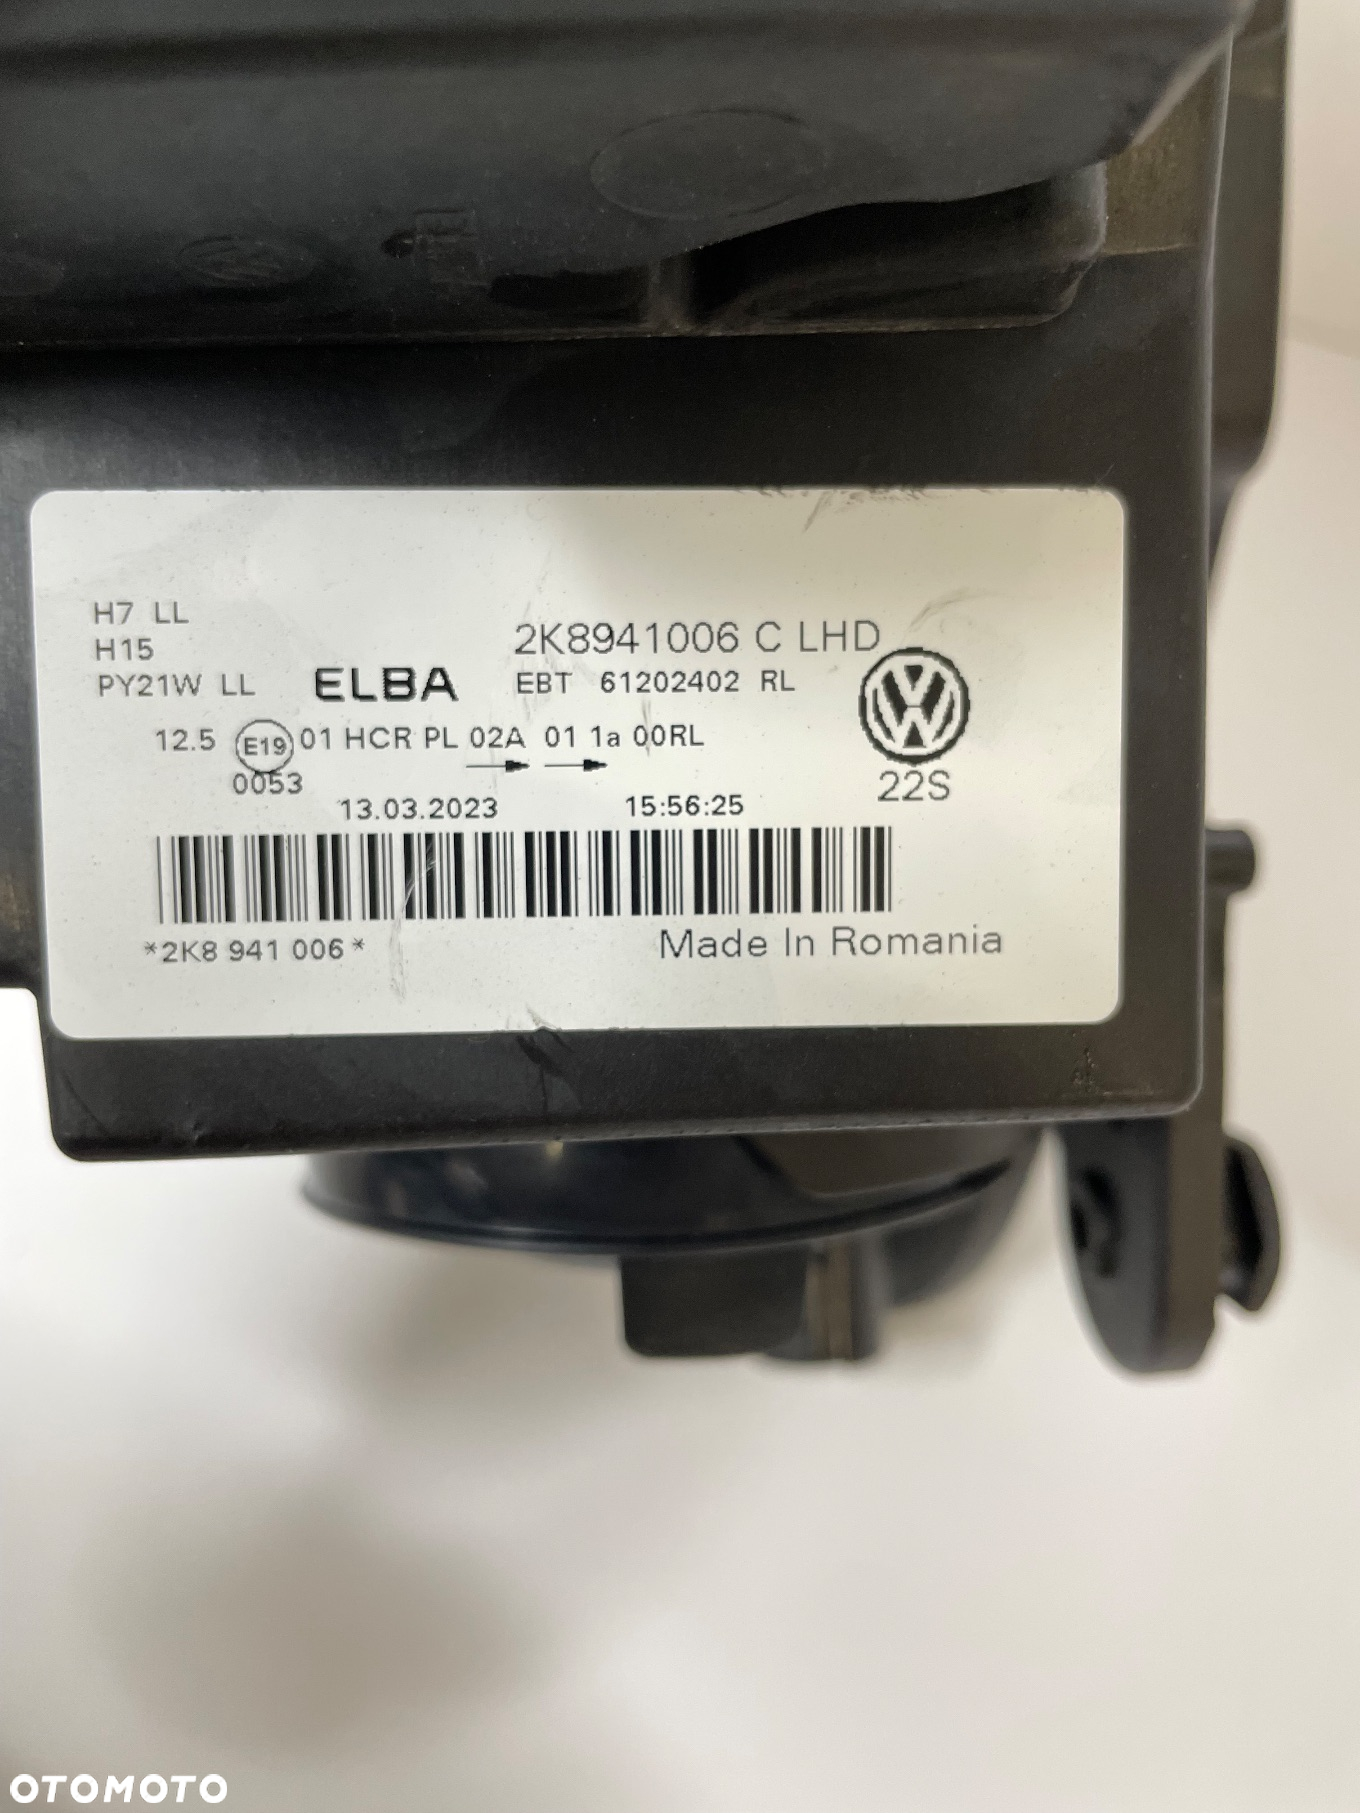 H7 LL
H15
PY21W LL
ELBA
2K8941006 C LHD
EBT 61202402 RL
12.5 E19 01 HCR PL 02A 01 1a 00RL
0053
22S
13.03.2023 15:56:25
*2K8 941 006*
Made In Romania
OTOMOTO